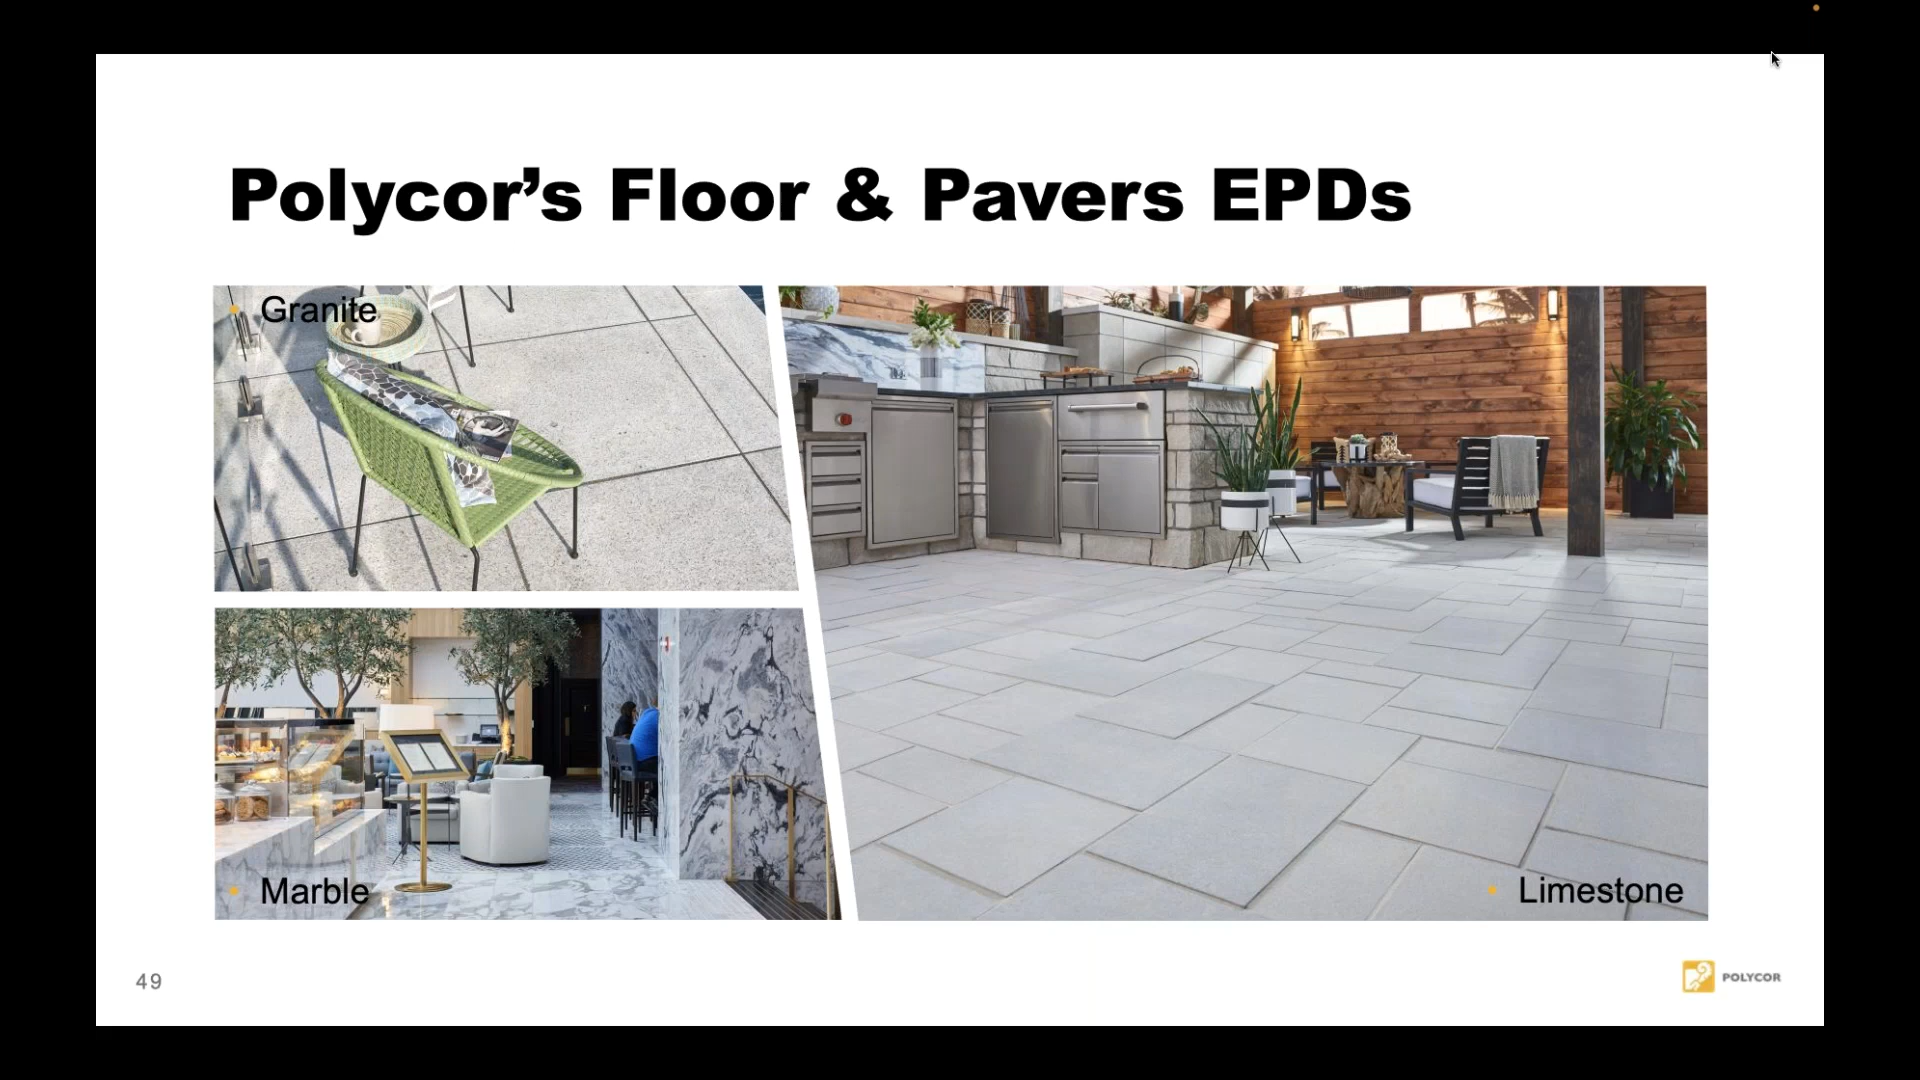 Polycor’s Floor & Pavers EPDs
Granite
Marble
Limestone
49
POLYCOR